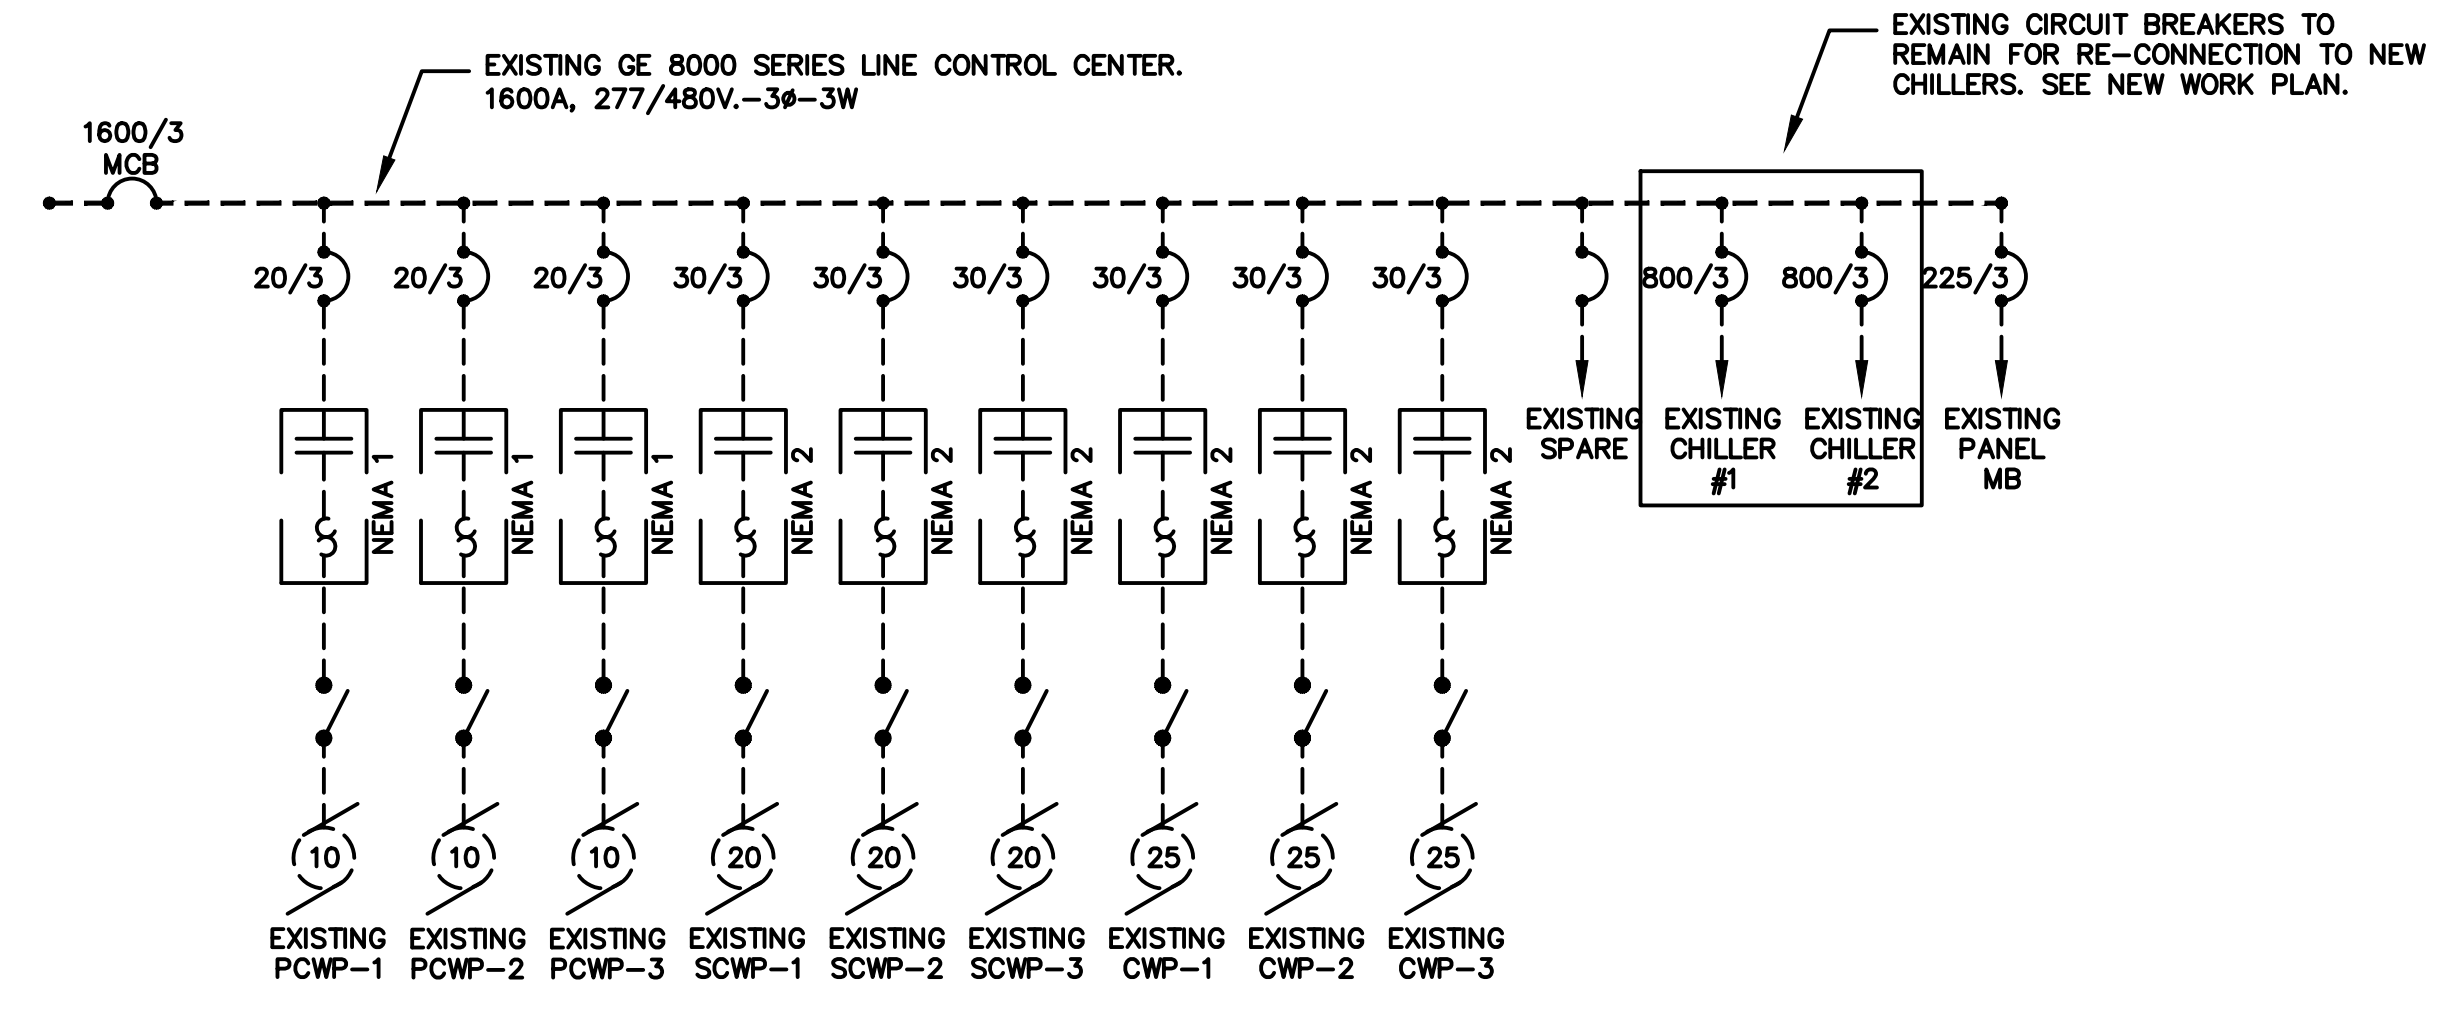 EXISTING CIRCUIT BREAKERS TO
REMAIN FOR RE-CONNECTION TO NEW
CHILLERS. SEE NEW WORK PLAN.
EXISTING GE 8000 SERIES LINE CONTROL CENTER.
1600A, 277/480V.-3ø-3W
1600/3
MCB
20/3 20/3 20/3 30/3 30/3 30/3 30/3 30/3 30/3 800/3 800/3 225/3
EXISTING
SPARE
EXISTING
CHILLER
#1
EXISTING
CHILLER
#2
EXISTING
PANEL
MB
NEMA 1
NEMA 1
NEMA 1
NEMA 2
NEMA 2
NEMA 2
NEMA 2
NEMA 2
NEMA 2
10 10 10 20 20 20 25 25 25
EXISTING
PCWP-1
EXISTING
PCWP-2
EXISTING
PCWP-3
EXISTING
SCWP-1
EXISTING
SCWP-2
EXISTING
SCWP-3
EXISTING
CWP-1
EXISTING
CWP-2
EXISTING
CWP-3